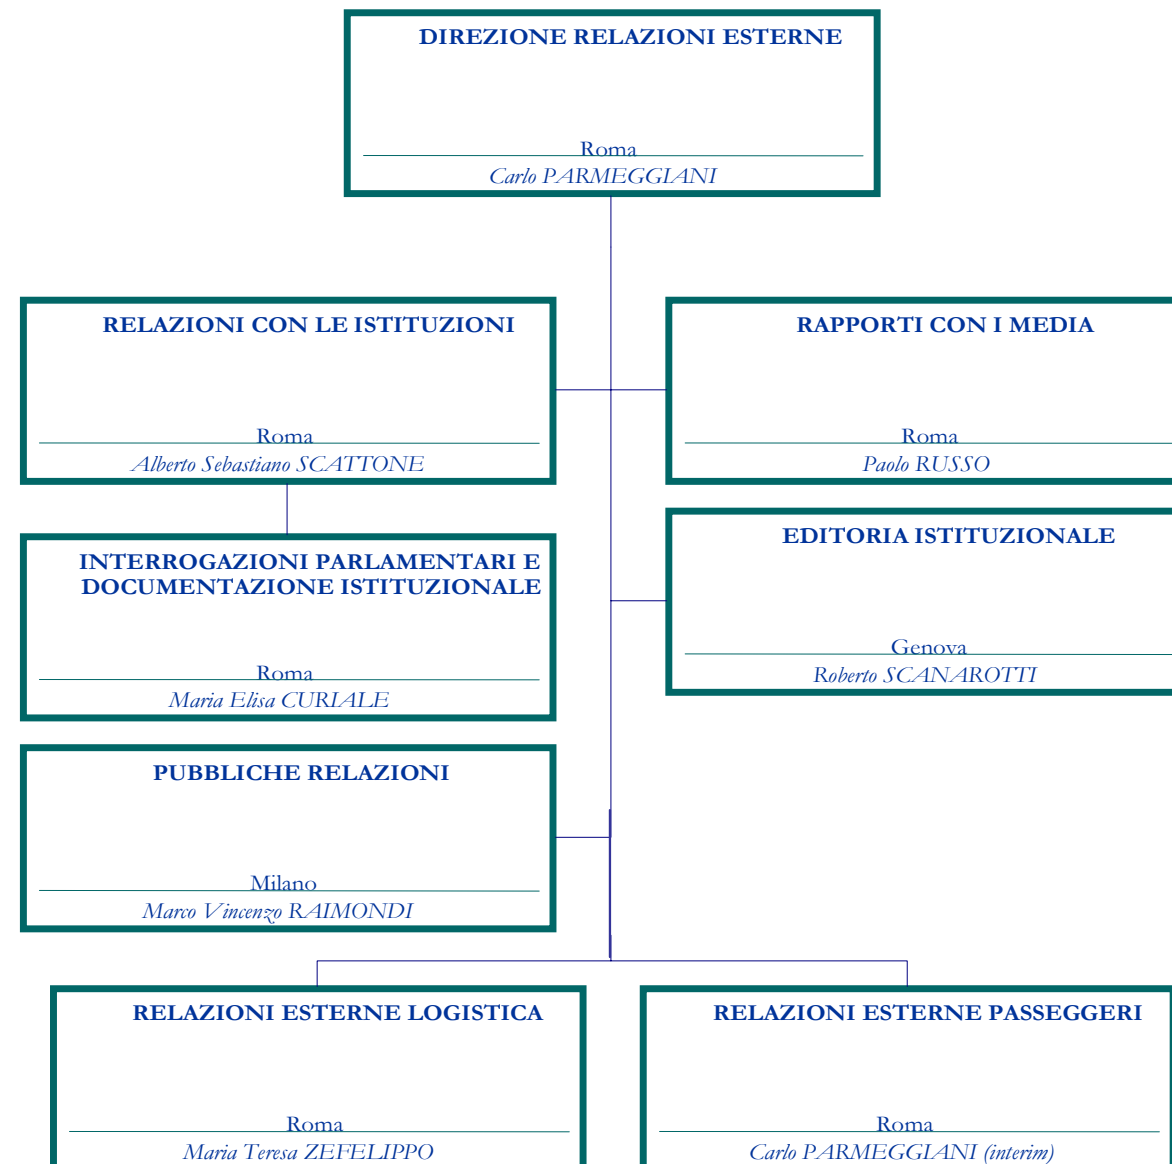 DIREZIONE RELAZIONI ESTERNE
Roma
Carlo PARMEGGIANI
RELAZIONI CON LE ISTITUZIONI
Roma
Alberto Sebastiano SCATTONE
RAPPORTI CON I MEDIA
Roma
Paolo RUSSO
INTERROGAZIONI PARLAMENTARI E
DOCUMENTAZIONE ISTITUZIONALE
Roma
Maria Elisa CURIALE
EDITORIA ISTITUZIONALE
Genova
Roberto SCANAROTTI
PUBBLICHE RELAZIONI
Milano
Marco Vincenzo RAIMONDI
RELAZIONI ESTERNE LOGISTICA
Roma
Maria Teresa ZEFELIPPO
RELAZIONI ESTERNE PASSEGGERI
Roma
Carlo PARMEGGIANI (interim)